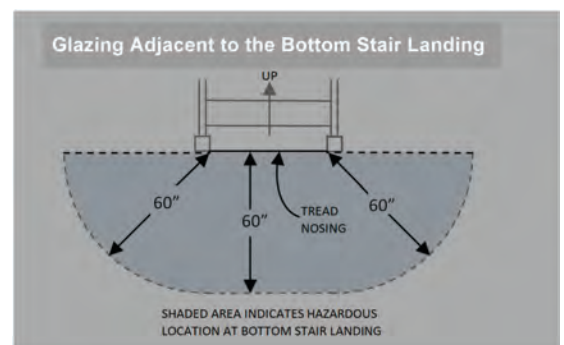 Glazing Adjacent to the Bottom Stair Landing
UP
60"
60"
TREAD
NOSING
60"
SHADED AREA INDICATES HAZARDOUS
LOCATION AT BOTTOM STAIR LANDING